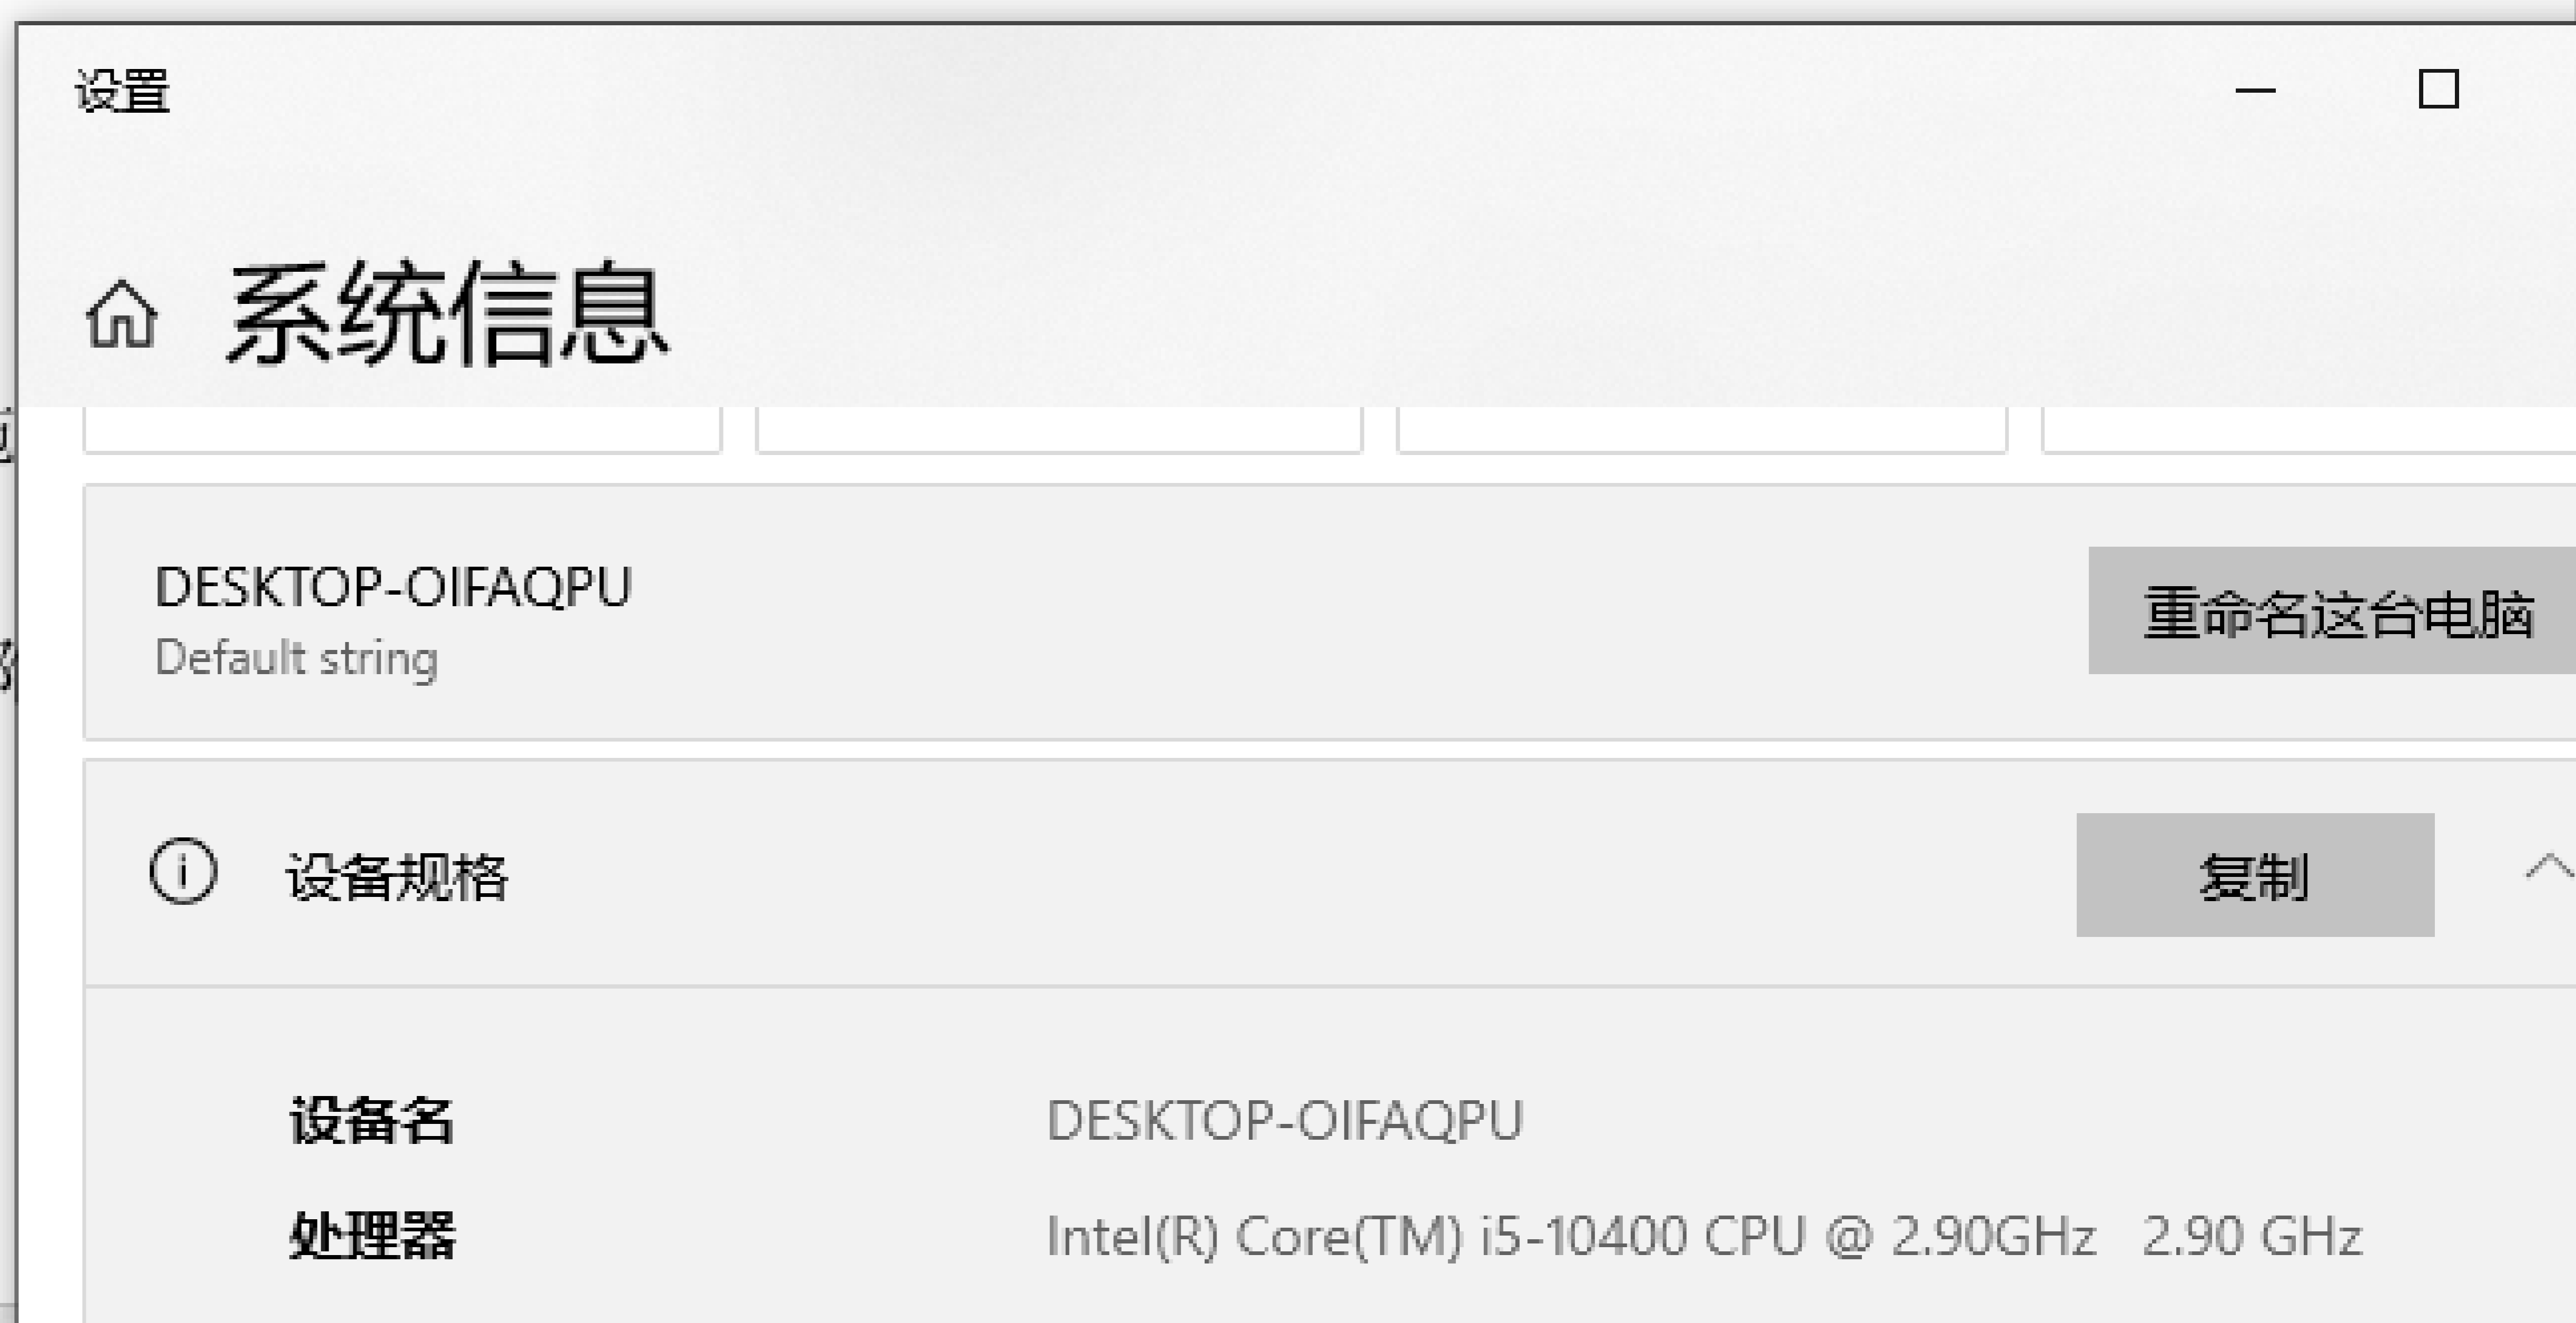 设置
系统信息
DESKTOP-OIFAQPU
Default string
重命名这台电脑
设备规格
复制
设备名 DESKTOP-OIFAQPU
处理器 Intel(R) Core(TM) i5-10400 CPU @ 2.90GHz 2.90 GHz